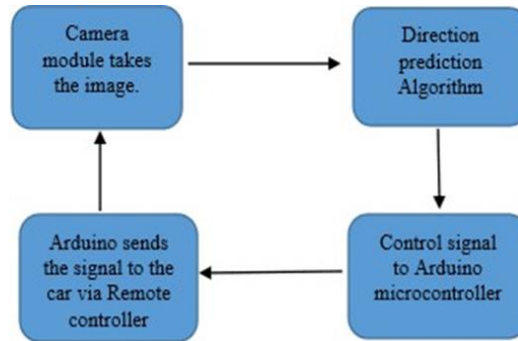 Camera
module takes
the image.
Direction
prediction
Algorithm
Control signal
to Arduino
microcontroller
Arduino sends
the signal to the
car via Remote
controller